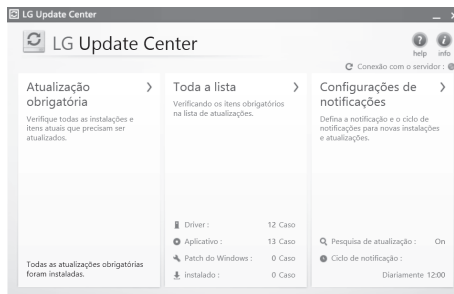 LG Update Center
LG Update Center
help
info
Conexão com o servidor :
Atualização
obrigatória
Verifique todas as instalações e
itens atuais que precisam ser
atualizados.
Todas as atualizações obrigatórias
foram instaladas.
Toda a lista
Verificando os itens obrigatórios
na lista de atualizações.
Driver : 12 Caso
Aplicativo : 13 Caso
Patch do Windows : 0 Caso
instalado : 0 Caso
Configurações de
notificações
Defina a notificação e o ciclo de
notificações para novas instalações
e atualizações.
Pesquisa de atualização : On
Ciclo de notificação :
Diariamente 12:00